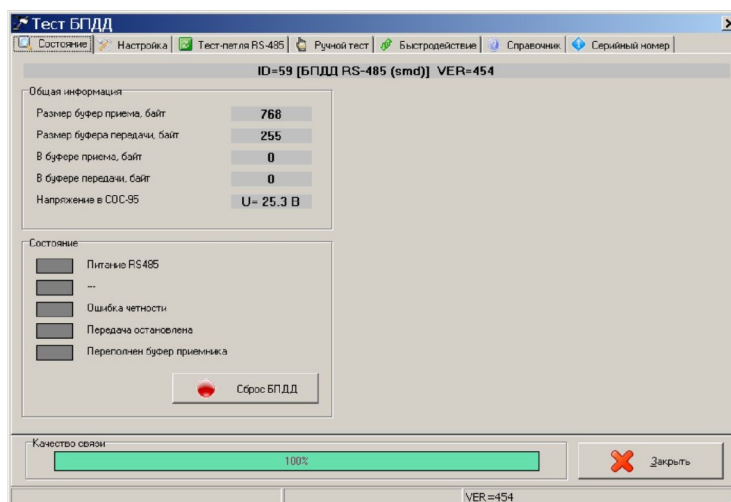 Тест БПДД
Состояние Настройка Тест-петля RS-485 Ручной тест Быстродействие Справочник Серийный номер
ID=59 [БПДД RS-485 (smd)] VER=454
Общая информация
Размер буфер приема, байт 768
Размер буфера передачи, байт 255
В буфере приема, байт 0
В буфере передачи, байт 0
Напряжение в СОС-95 U= 25.3 В
Состояние
Питание RS485
---
Ошибка четности
Передача остановлена
Переполнен буфер приемника
Сброс БПДД
Качество связи
100%
Закрыть
VER=454